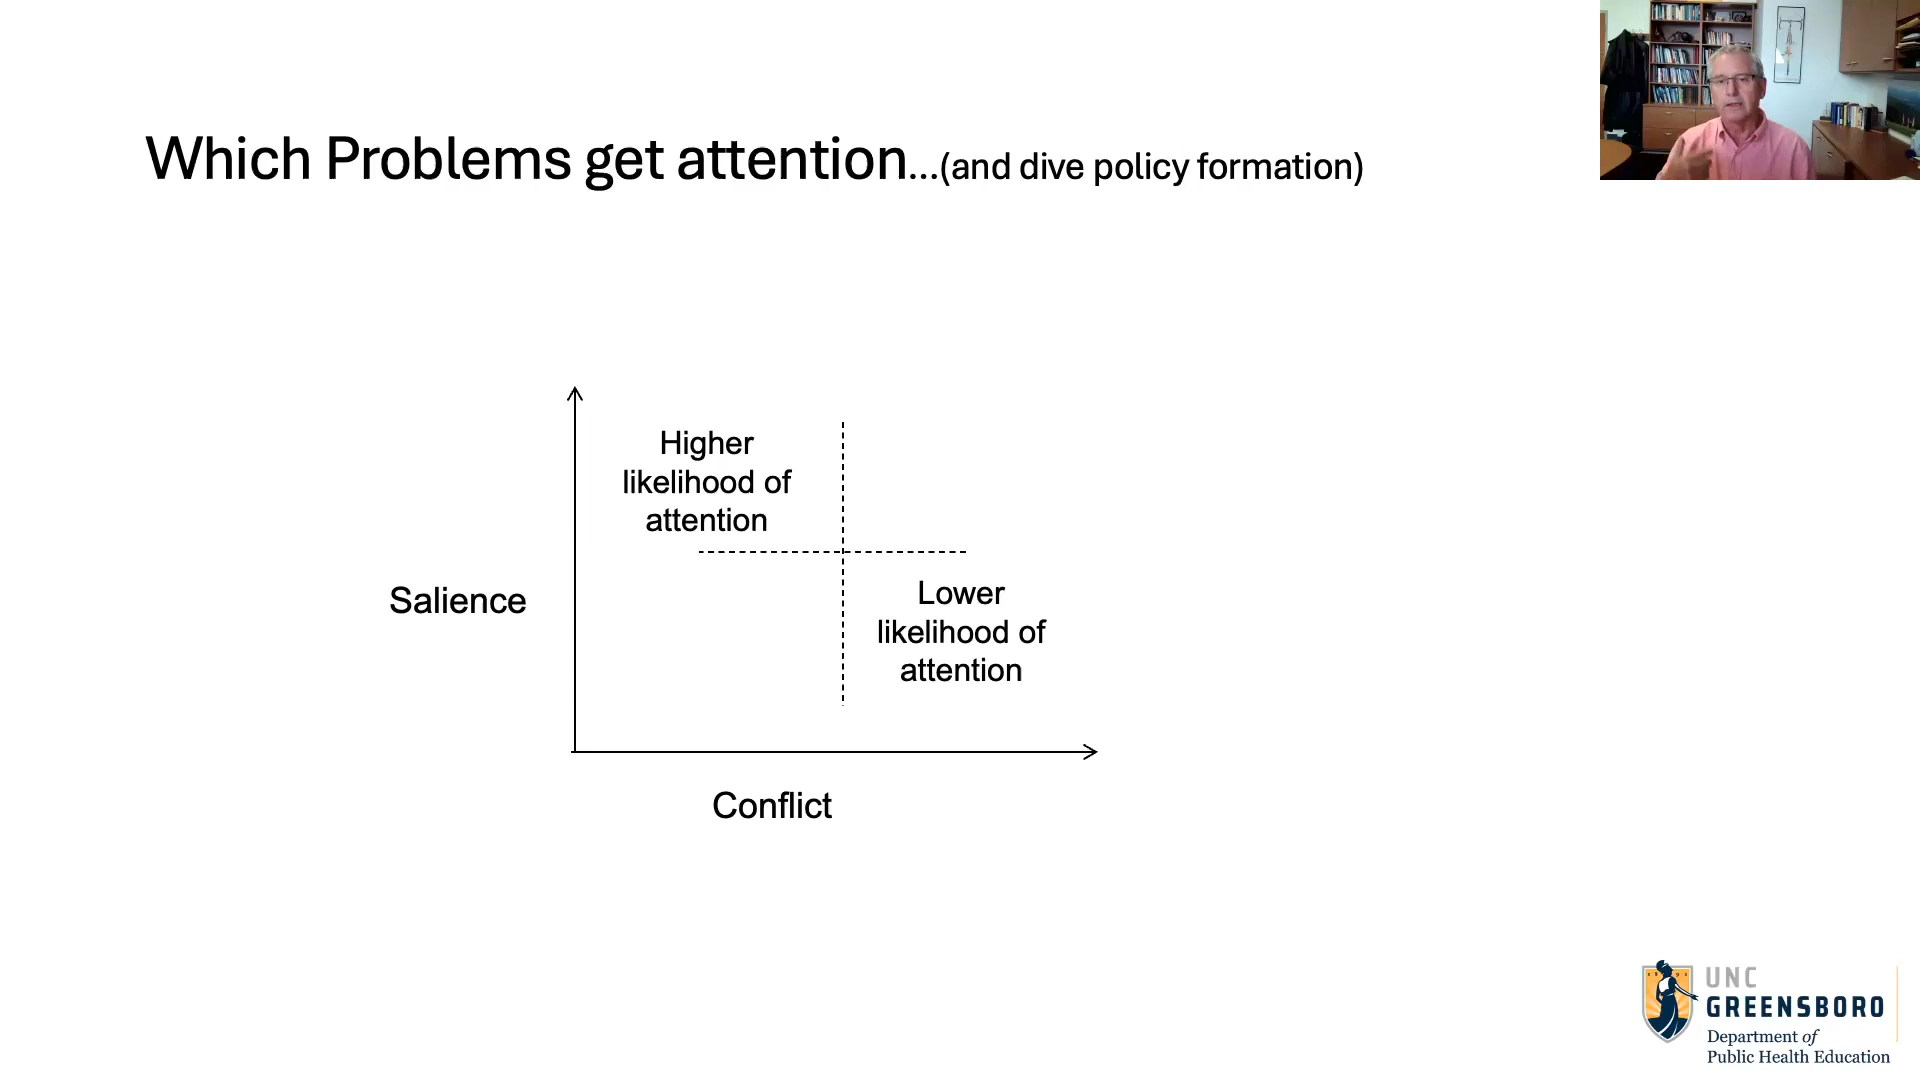 Which Problems get attention...(and dive policy formation)
Higher
likelihood of
attention
Lower
likelihood of
attention
Salience
Conflict
UNC
GREENSBORO
Department of
Public Health Education